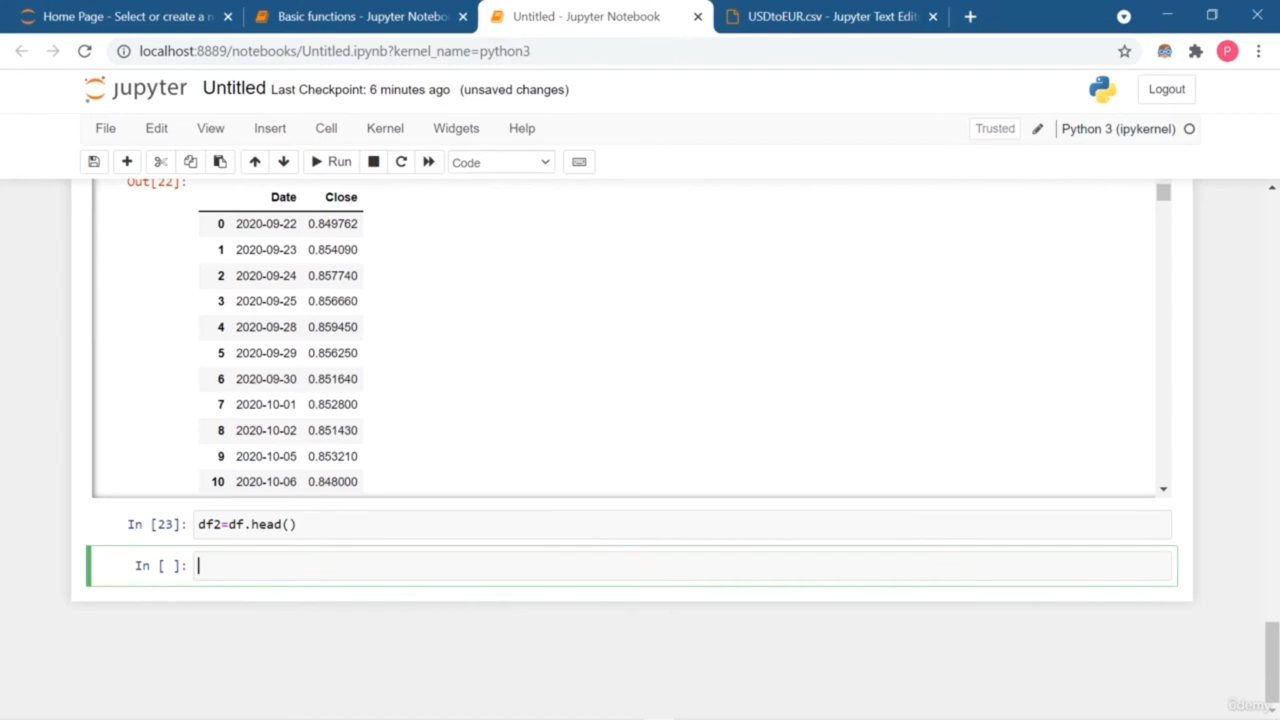 Home Page - Select or create a n
Basic functions - Jupyter Notebo
Untitled - Jupyter Notebook
USDtoEUR.csv - Jupyter Text Edit
localhost:8889/notebooks/Untitled.ipynb?kernel_name=python3
P
jupyter Untitled Last Checkpoint: 6 minutes ago (unsaved changes)
Logout
File Edit View Insert Cell Kernel Widgets Help
Trusted Python 3 (ipykernel)
Run Code
Out[22]:
Date Close
0 2020-09-22 0.849762
1 2020-09-23 0.854090
2 2020-09-24 0.857740
3 2020-09-25 0.856660
4 2020-09-28 0.859450
5 2020-09-29 0.856250
6 2020-09-30 0.851640
7 2020-10-01 0.852800
8 2020-10-02 0.851430
9 2020-10-05 0.853210
10 2020-10-06 0.848000
In [23]: df2=df.head()
In [ ]:
ûdemy